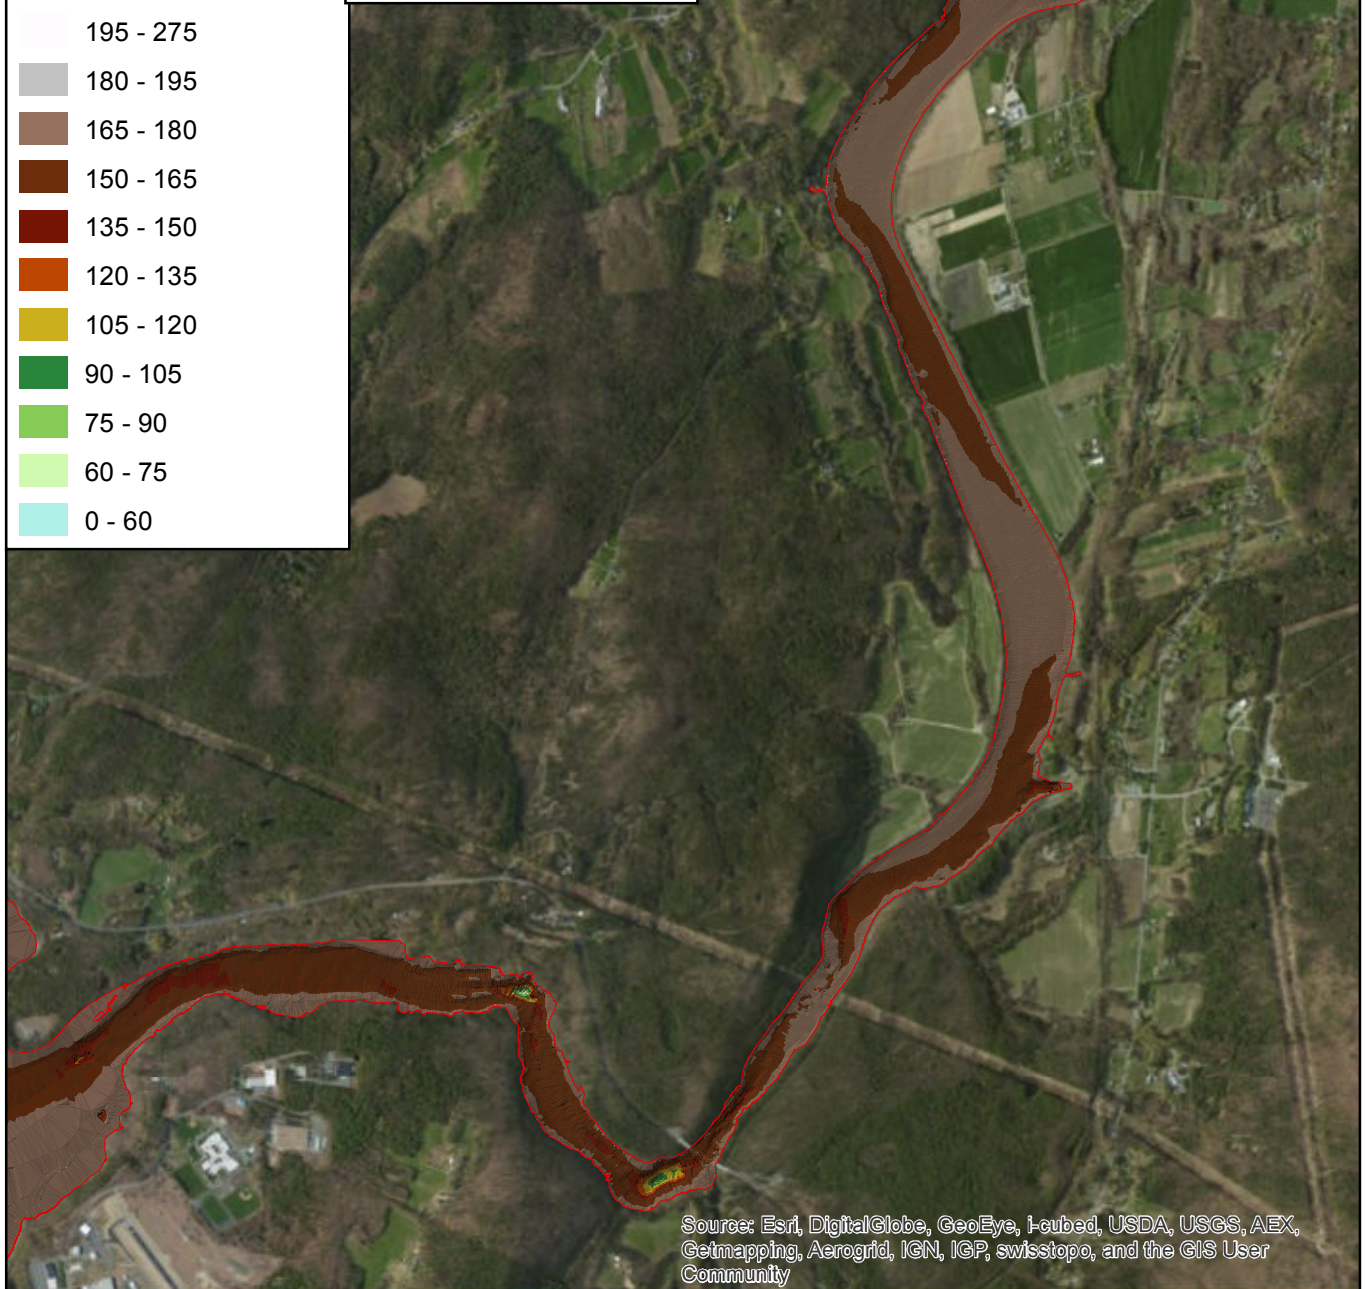 195 - 275
180 - 195
165 - 180
150 - 165
135 - 150
120 - 135
105 - 120
90 - 105
75 - 90
60 - 75
0 - 60
Source: Esri, DigitalGlobe, GeoEye, i-cubed, USDA, USGS, AEX,
Getmapping, Aerogrid, IGN, IGP, swisstopo, and the GIS User
Community